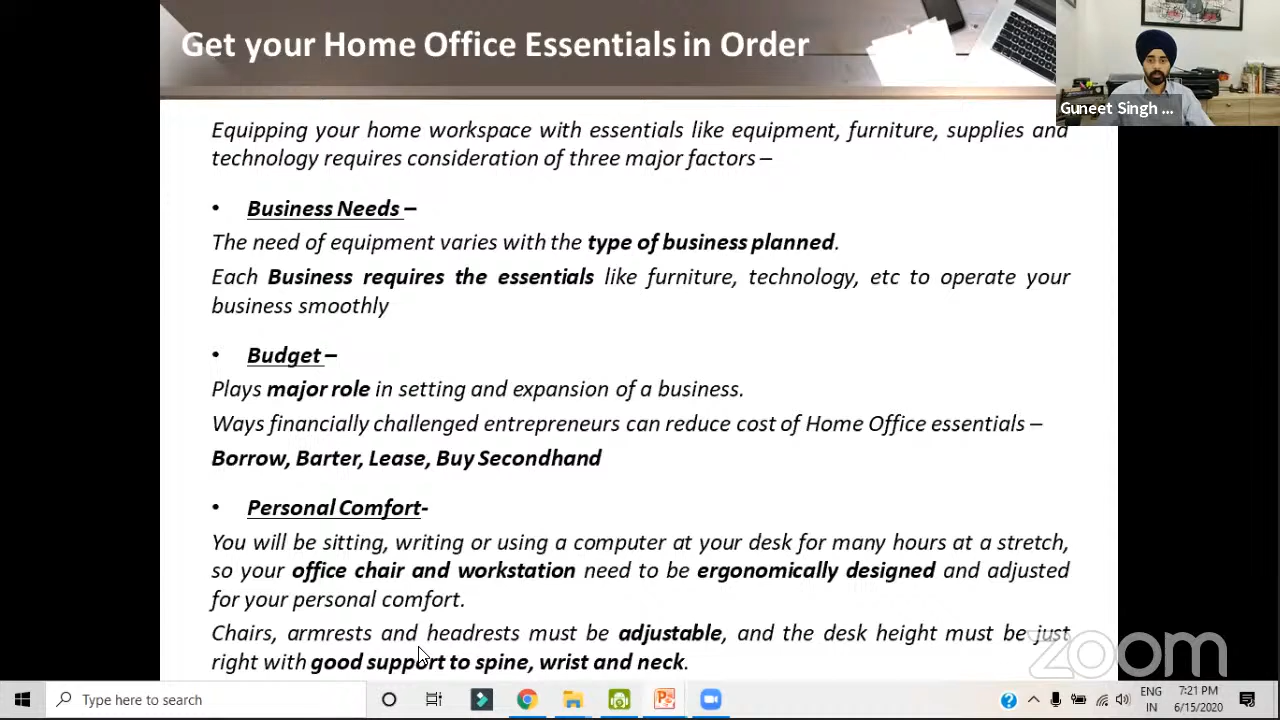 Get your Home Office Essentials in Order
Guneet Singh ...
Equipping your home workspace with essentials like equipment, furniture, supplies and
technology requires consideration of three major factors –
• Business Needs –
The need of equipment varies with the type of business planned.
Each Business requires the essentials like furniture, technology, etc to operate your
business smoothly
• Budget –
Plays major role in setting and expansion of a business.
Ways financially challenged entrepreneurs can reduce cost of Home Office essentials –
Borrow, Barter, Lease, Buy Secondhand
• Personal Comfort-
You will be sitting, writing or using a computer at your desk for many hours at a stretch,
so your office chair and workstation need to be ergonomically designed and adjusted
for your personal comfort.
Chairs, armrests and headrests must be adjustable, and the desk height must be just
right with good support to spine, wrist and neck.
zoom
Type here to search
ENG
IN
7:21 PM
6/15/2020